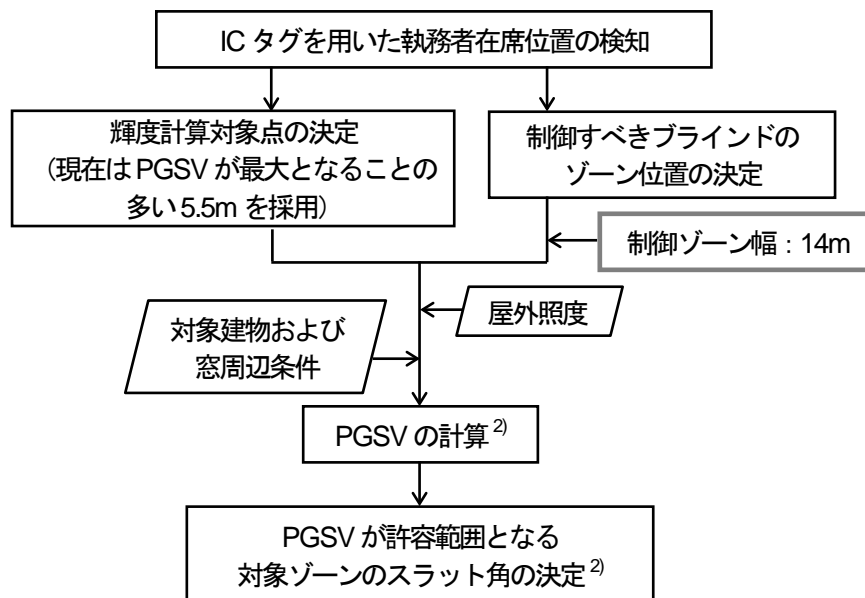 IC タグを用いた執務者在席位置の検知
輝度計算対象点の決定
(現在は PGSV が最大となることの
多い 5.5m を採用)
制御すべきブラインドの
ゾーン位置の決定
制御ゾーン幅：14m
屋外照度
対象建物および
窓周辺条件
PGSV の計算 2)
PGSV が許容範囲となる
対象ゾーンのスラット角の決定 2)